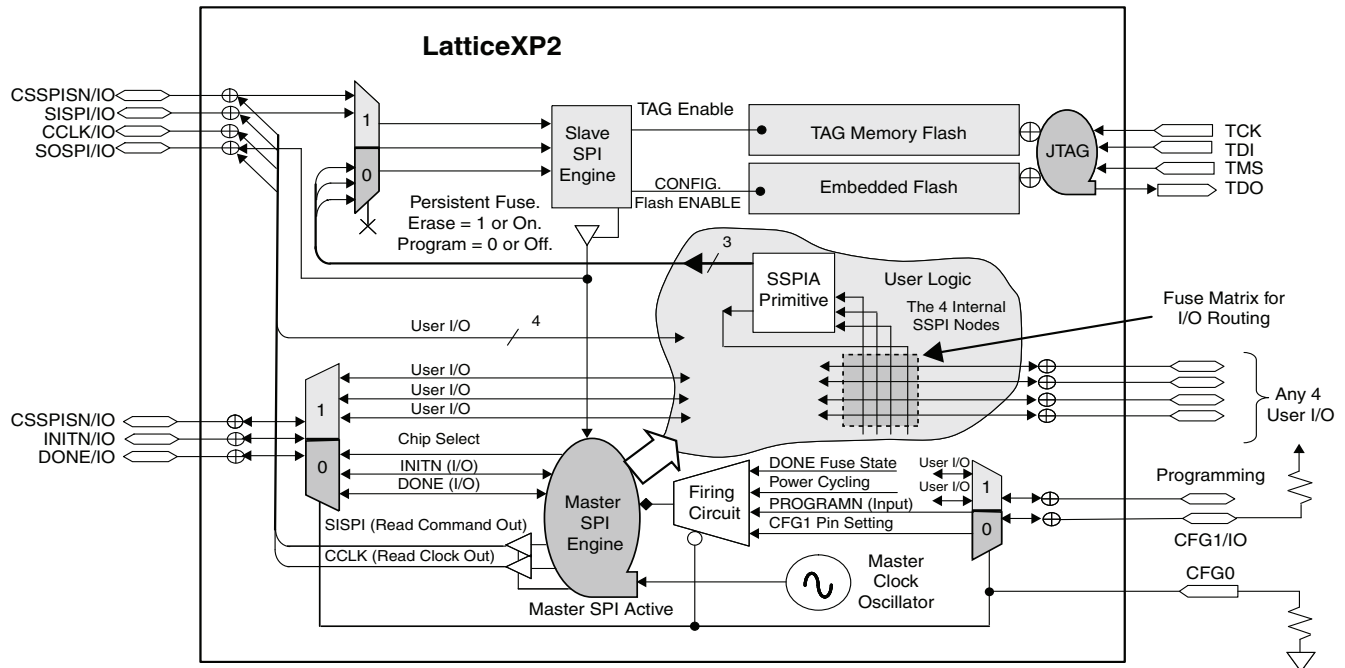 LatticeXP2
CSSPISN/IO
SISPI/IO
CCLK/IO
SOSPI/IO
1
0
Slave
SPI
Engine
TAG Enable
TAG Memory Flash
CONFIG.
Flash ENABLE
Embedded Flash
JTAG
TCK
TDI
TMS
TDO
Persistent Fuse.
Erase = 1 or On.
Program = 0 or Off.
3
SSPIA
Primitive
User Logic
The 4 Internal
SSPI Nodes
Fuse Matrix for
I/O Routing
User I/O
4
User I/O
User I/O
User I/O
1
0
CSSPISN/IO
INITN/IO
DONE/IO
Chip Select
INITN (I/O)
DONE (I/O)
SISPI (Read Command Out)
CCLK (Read Clock Out)
Master
SPI
Engine
Master SPI Active
Firing
Circuit
DONE Fuse State
Power Cycling
PROGRAMN (Input)
CFG1 Pin Setting
User I/O
User I/O
1
0
Any 4
User I/O
Programming
CFG1/IO
CFG0
Master
Clock
Oscillator